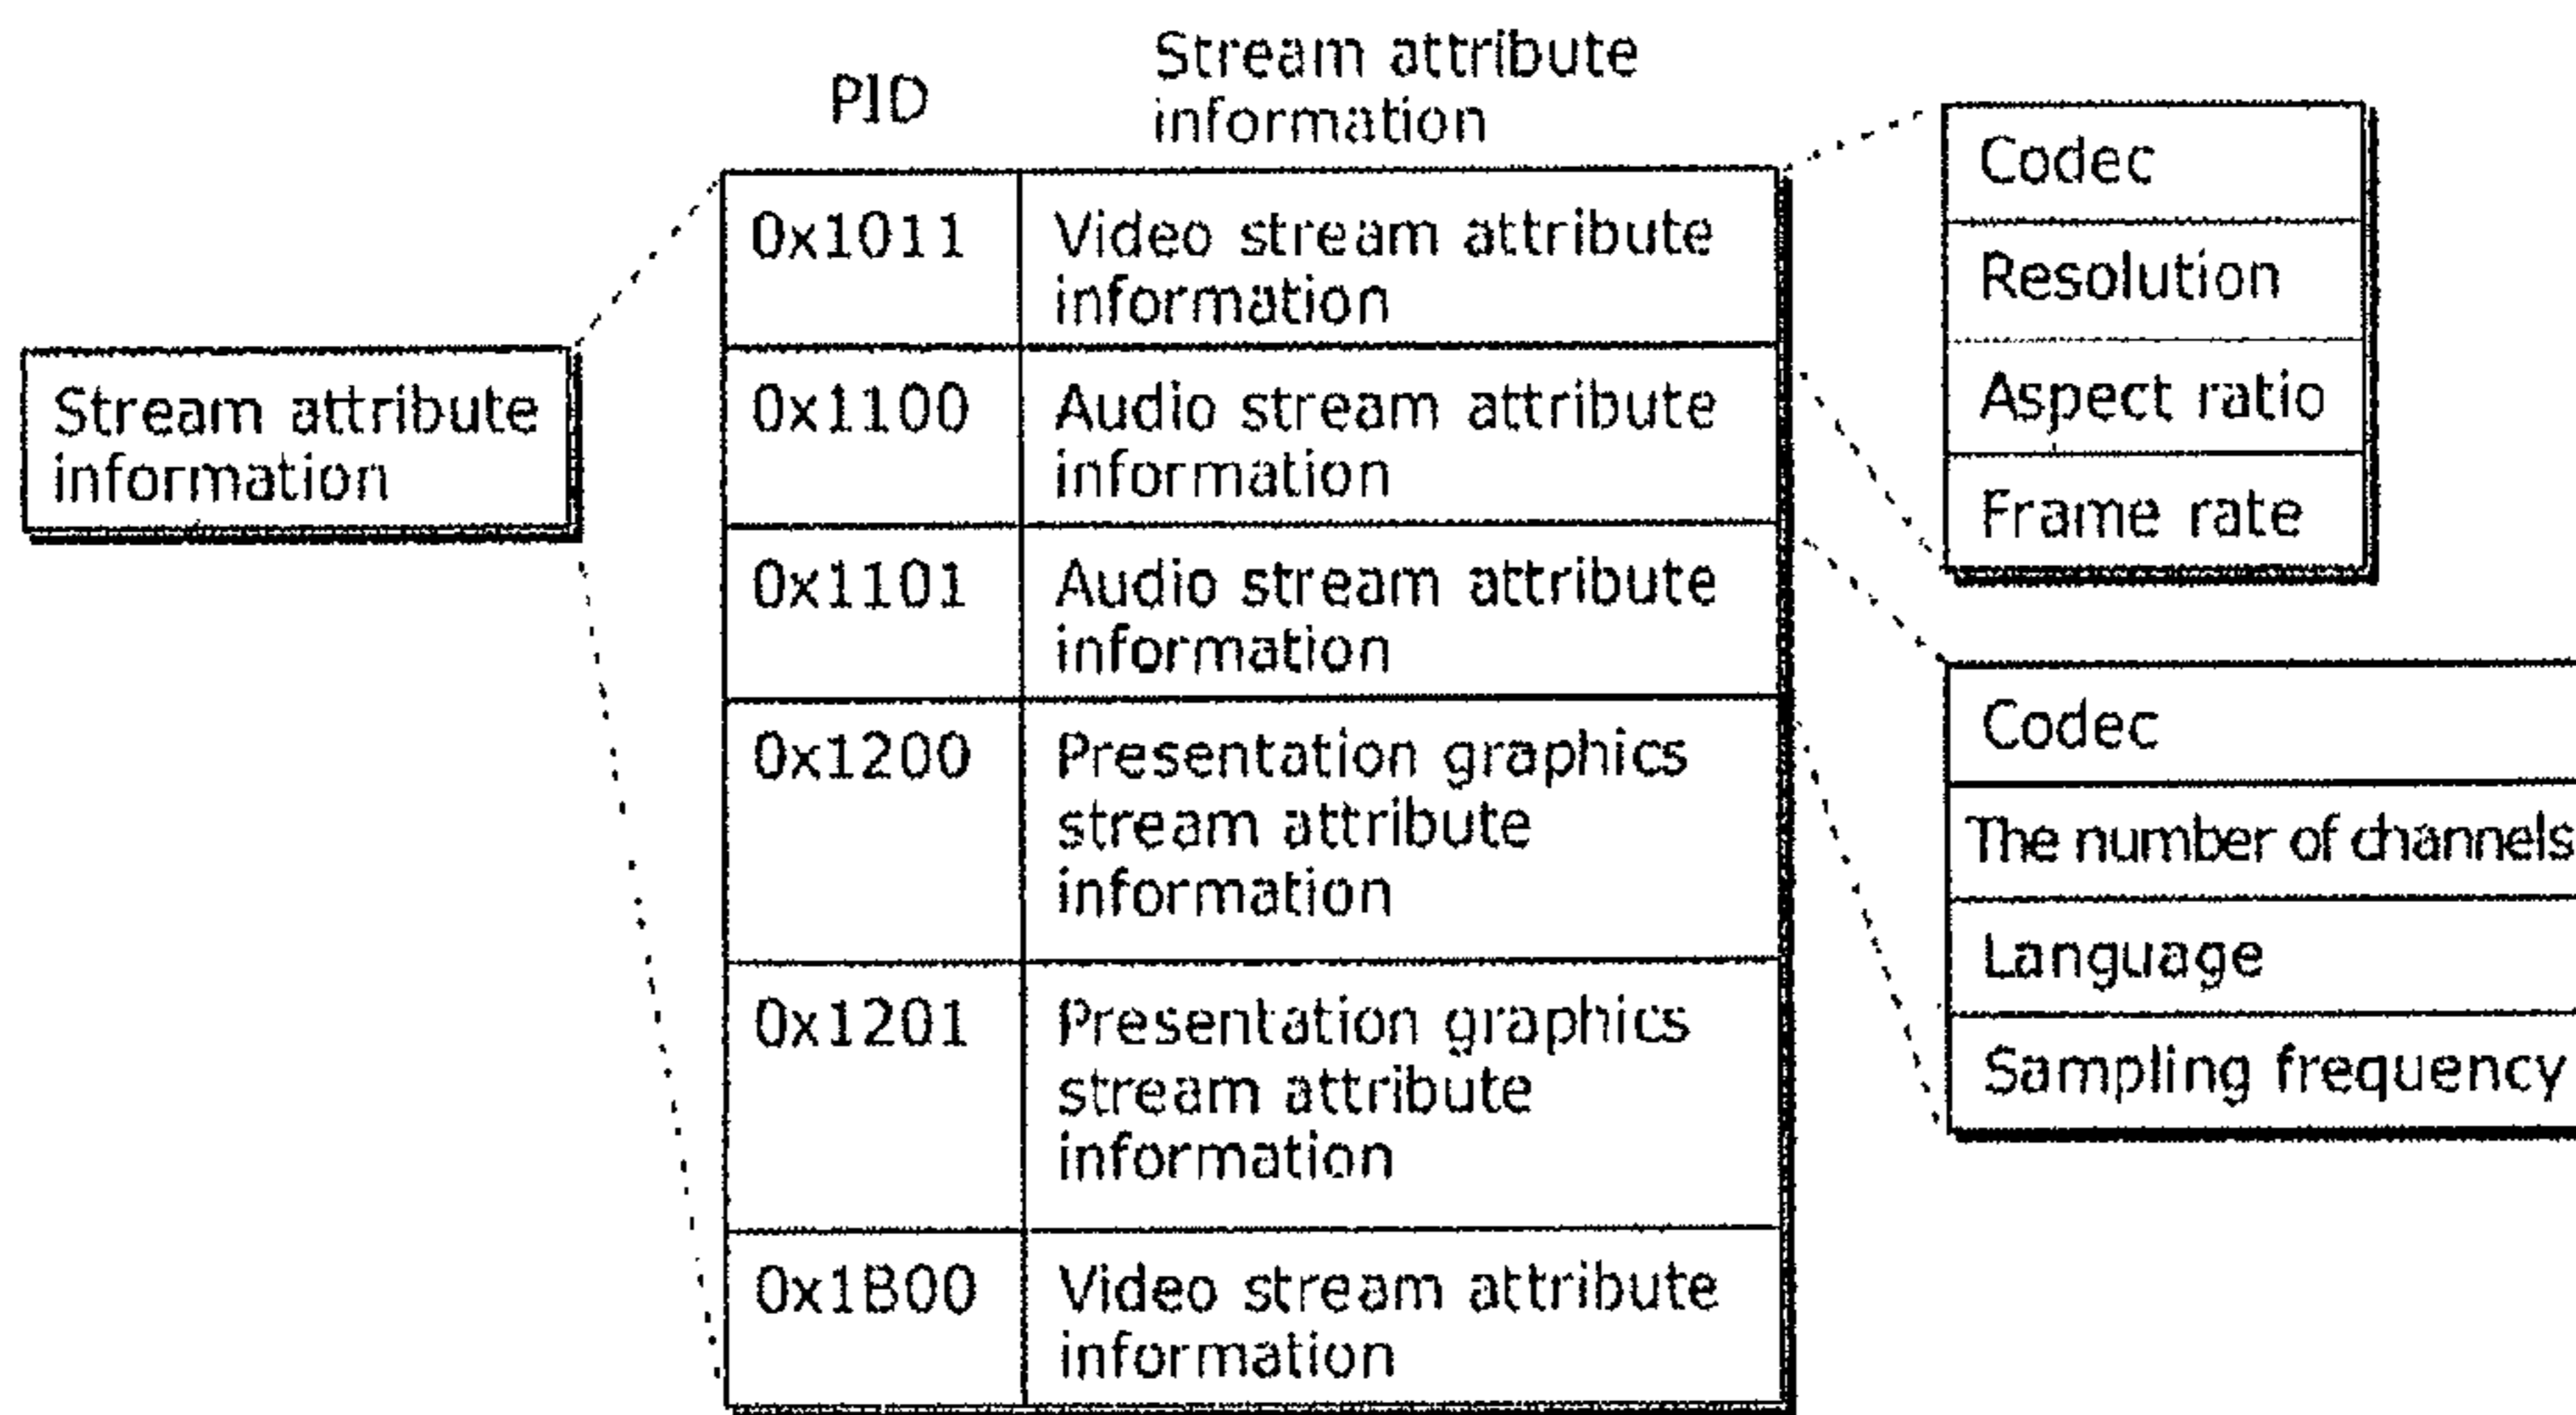 Stream attribute
information
PID
Stream attribute
information
0x1011
Video stream attribute
information
0x1100
Audio stream attribute
information
0x1101
Audio stream attribute
information
0x1200
Presentation graphics
stream attribute
information
0x1201
Presentation graphics
stream attribute
information
0x1B00
Video stream attribute
information
Codec
Resolution
Aspect ratio
Frame rate
Codec
The number of channels
Language
Sampling frequency